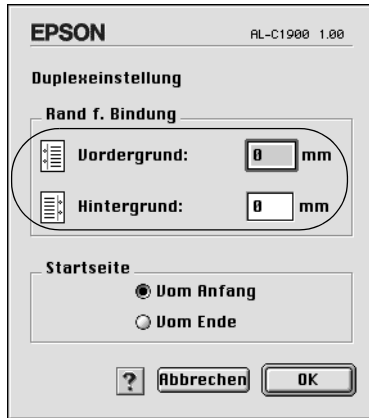 EPSON AL-C1900 1.00
Duplexeinstellung
Rand f. Bindung
Vordergrund: 0 mm
Hintergrund: 0 mm
Startseite
Vom Anfang
Vom Ende
? Abbrechen OK